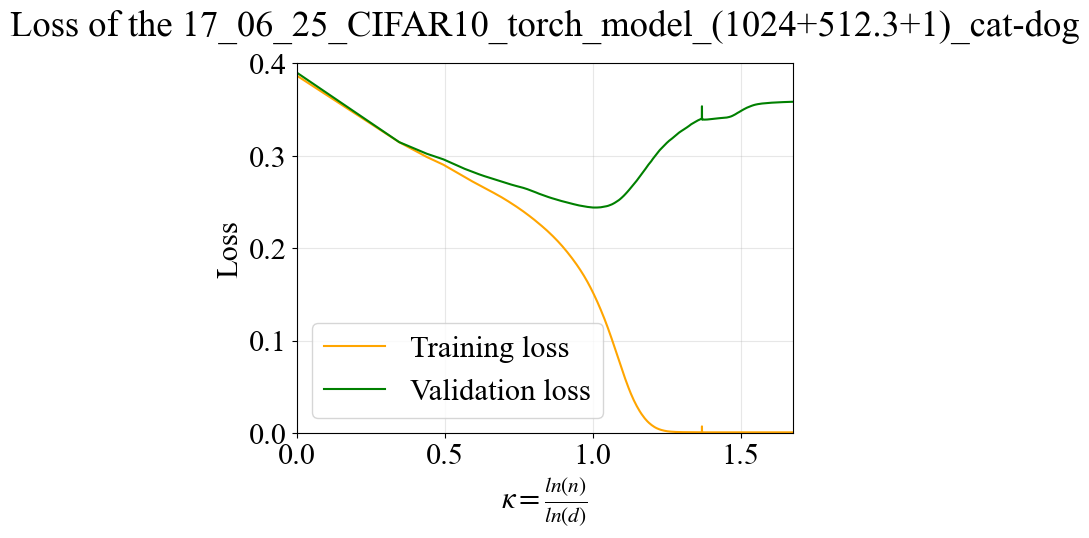 Loss of the 17_06_25_CIFAR10_torch_model_(1024+512.3+1)_cat-dog
0.4
0.3
0.2
0.1
0.0
Loss
Training loss
Validation loss
0.0 0.5 1.0 1.5
κ = ln(n)/ln(d)